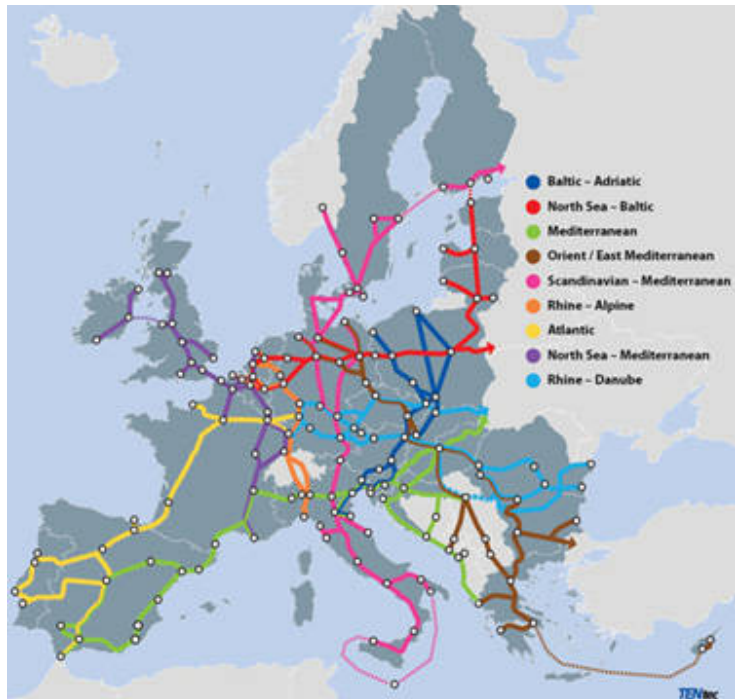 Baltic – Adriatic
North Sea – Baltic
Mediterranean
Orient / East Mediterranean
Scandinavian – Mediterranean
Rhine – Alpine
Atlantic
North Sea – Mediterranean
Rhine – Danube
TENtec